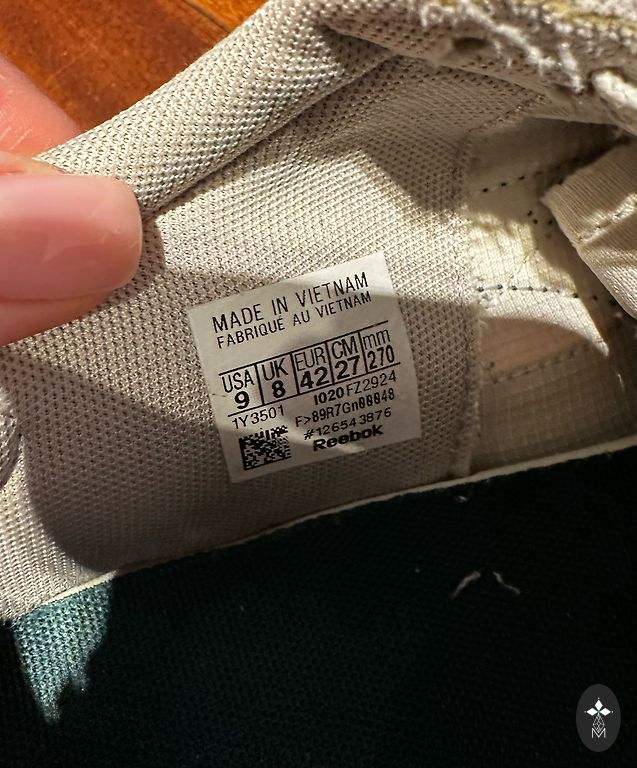 MADE IN VIETNAM
FABRIQUE AU VIETNAM
USA UK EUR CM mm
9 8 42 27 270
1Y3501 1020 FZ2924
F>89R7Gn00048
#126543876
Reebok
M